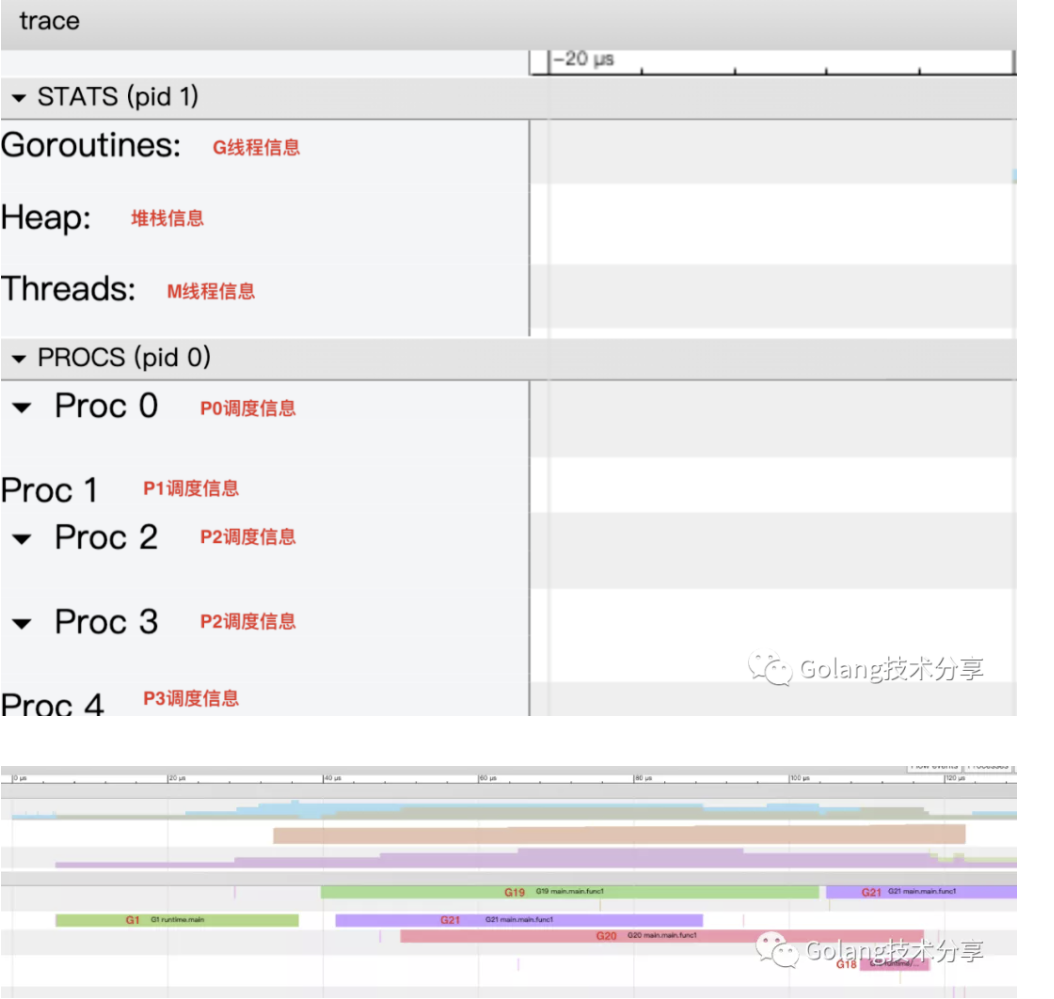 trace
-20 µs
STATS (pid 1)
Goroutines: G线程信息
Heap: 堆栈信息
Threads: M线程信息
PROCS (pid 0)
Proc 0 P0调度信息
Proc 1 P1调度信息
Proc 2 P2调度信息
Proc 3 P2调度信息
Golang技术分享
Proc 4 P3调度信息
Flow events Processes
0 µs 20 µs 40 µs 60 µs 80 µs 100 µs 120 µs
G19 G19 main.main.func1 G21 G21 main.main.func1
G1 G1 runtime.main G21 G21 main.main.func1
G20 G20 main.main.func1
Golang技术分享
G18